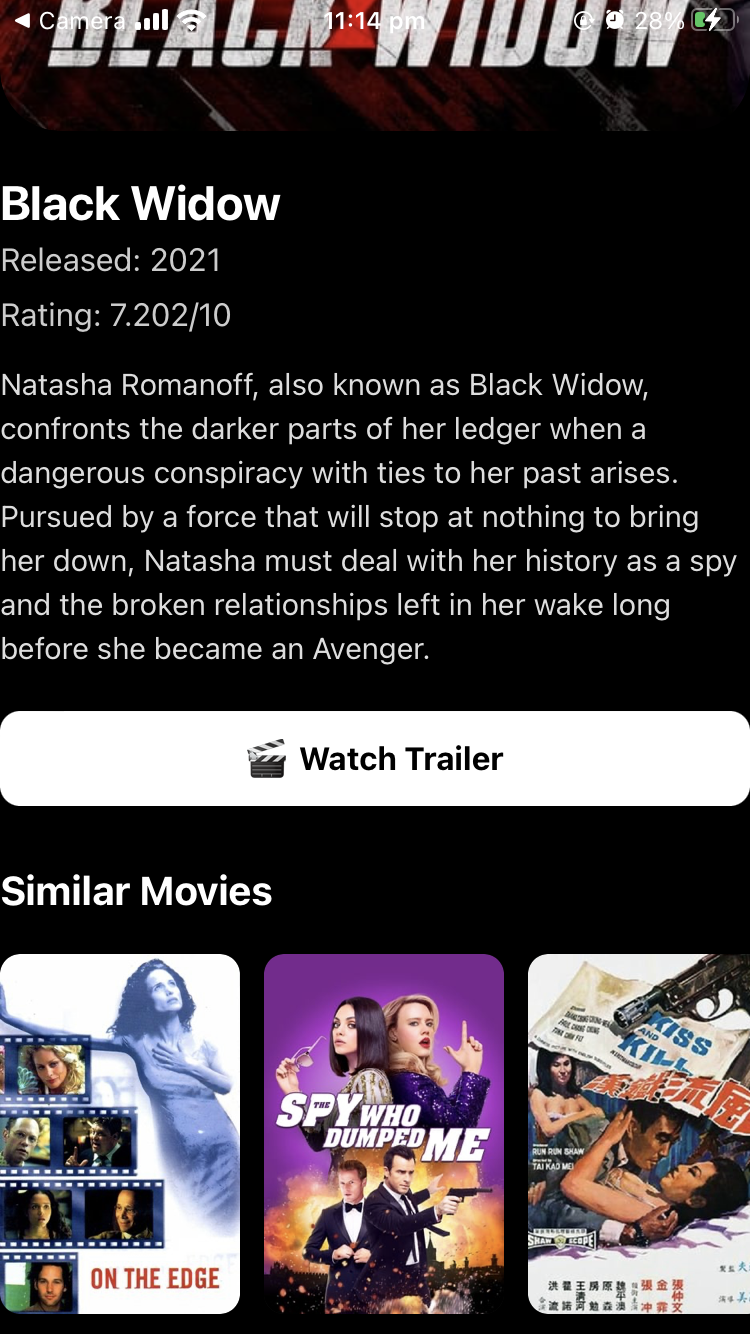 Camera
11:14 pm
28%
BLACK WIDOW
Black Widow
Released: 2021
Rating: 7.202/10
Natasha Romanoff, also known as Black Widow,
confronts the darker parts of her ledger when a
dangerous conspiracy with ties to her past arises.
Pursued by a force that will stop at nothing to bring
her down, Natasha must deal with her history as a spy
and the broken relationships left in her wake long
before she became an Avenger.
Watch Trailer
Similar Movies
ON THE EDGE
THE
SPY WHO
DUMPED ME
KISS
AND
KILL
RUN RUN SHAW
TAI KAO MEI
SHAW SCOPE